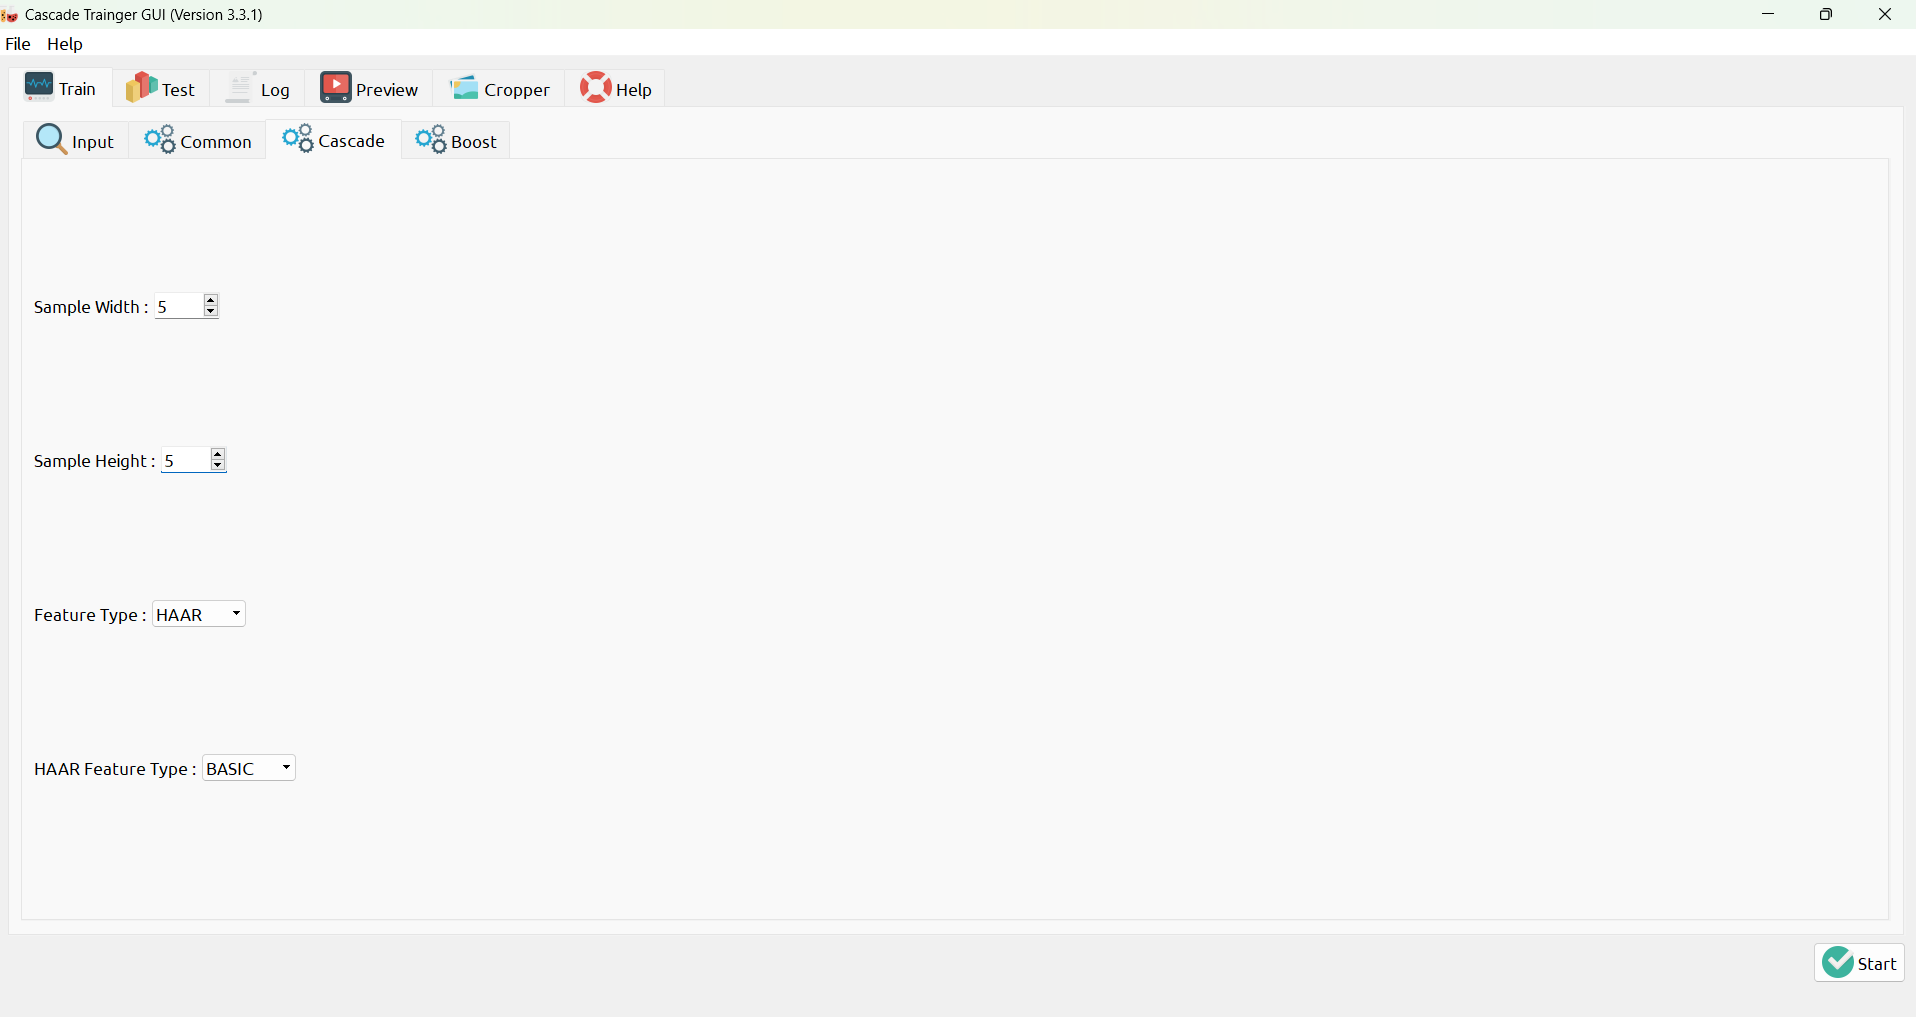 Cascade Trainger GUI (Version 3.3.1)
File Help
Train Test Log Preview Cropper Help
Input Common Cascade Boost
Sample Width : 5
Sample Height : 5
Feature Type : HAAR
HAAR Feature Type : BASIC
Start